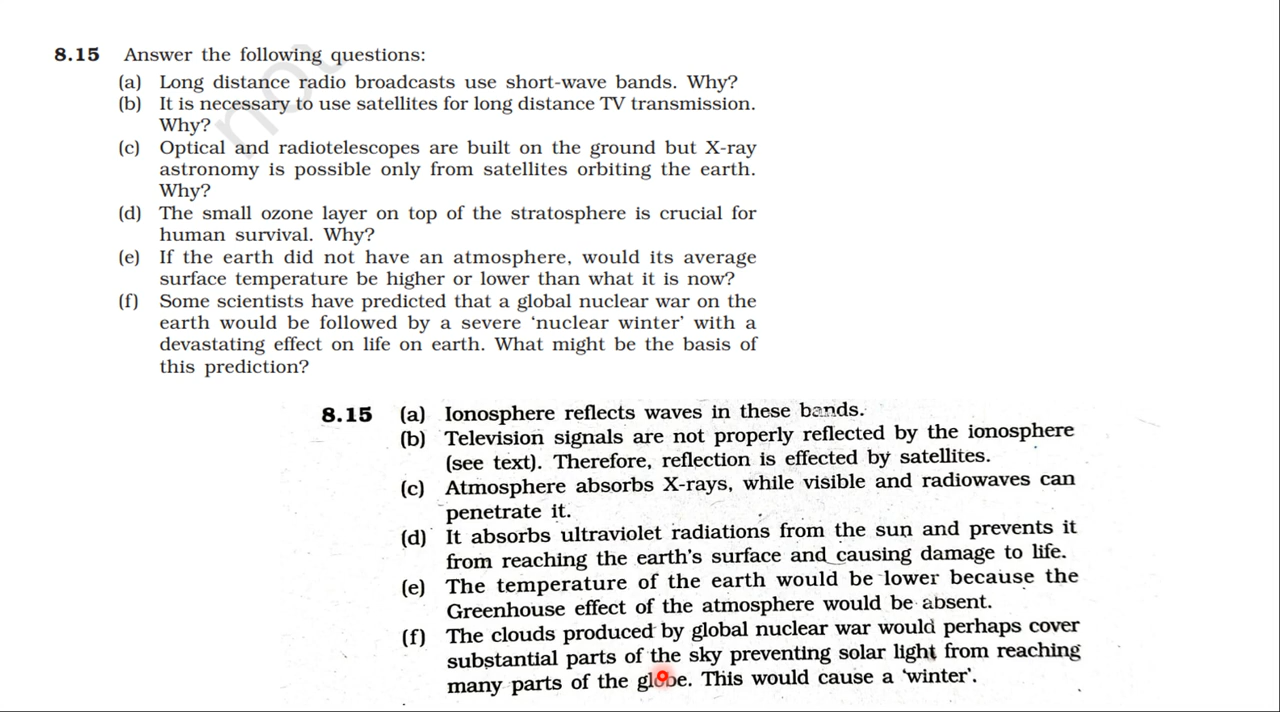 8.15 Answer the following questions:
(a) Long distance radio broadcasts use short-wave bands. Why?
(b) It is necessary to use satellites for long distance TV transmission.
Why?
(c) Optical and radiotelescopes are built on the ground but X-ray
astronomy is possible only from satellites orbiting the earth.
Why?
(d) The small ozone layer on top of the stratosphere is crucial for
human survival. Why?
(e) If the earth did not have an atmosphere, would its average
surface temperature be higher or lower than what it is now?
(f) Some scientists have predicted that a global nuclear war on the
earth would be followed by a severe ‘nuclear winter’ with a
devastating effect on life on earth. What might be the basis of
this prediction?
not
8.15 (a) Ionosphere reflects waves in these bands.
(b) Television signals are not properly reflected by the ionosphere
(see text). Therefore, reflection is effected by satellites.
(c) Atmosphere absorbs X-rays, while visible and radiowaves can
penetrate it.
(d) It absorbs ultraviolet radiations from the sun and prevents it
from reaching the earth's surface and causing damage to life.
(e) The temperature of the earth would be lower because the
Greenhouse effect of the atmosphere would be absent.
(f) The clouds produced by global nuclear war would perhaps cover
substantial parts of the sky preventing solar light from reaching
many parts of the globe. This would cause a ‘winter’.